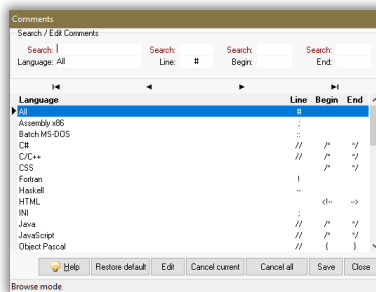 Comments
Search / Edit Comments
Search: Search: Search: Search:
Language: All Line: # Begin: End:
Language Line Begin End
All #
Assembly x86 ;
Batch MS-DOS ::
C# // /* */
C/C++ // /* */
CSS /* */
Fortran !
Haskell --
HTML <!-- -->
INI ;
Java // /* */
JavaScript // /* */
Object Pascal // { }
Help Restore default Edit Cancel current Cancel all Save Close
Browse mode